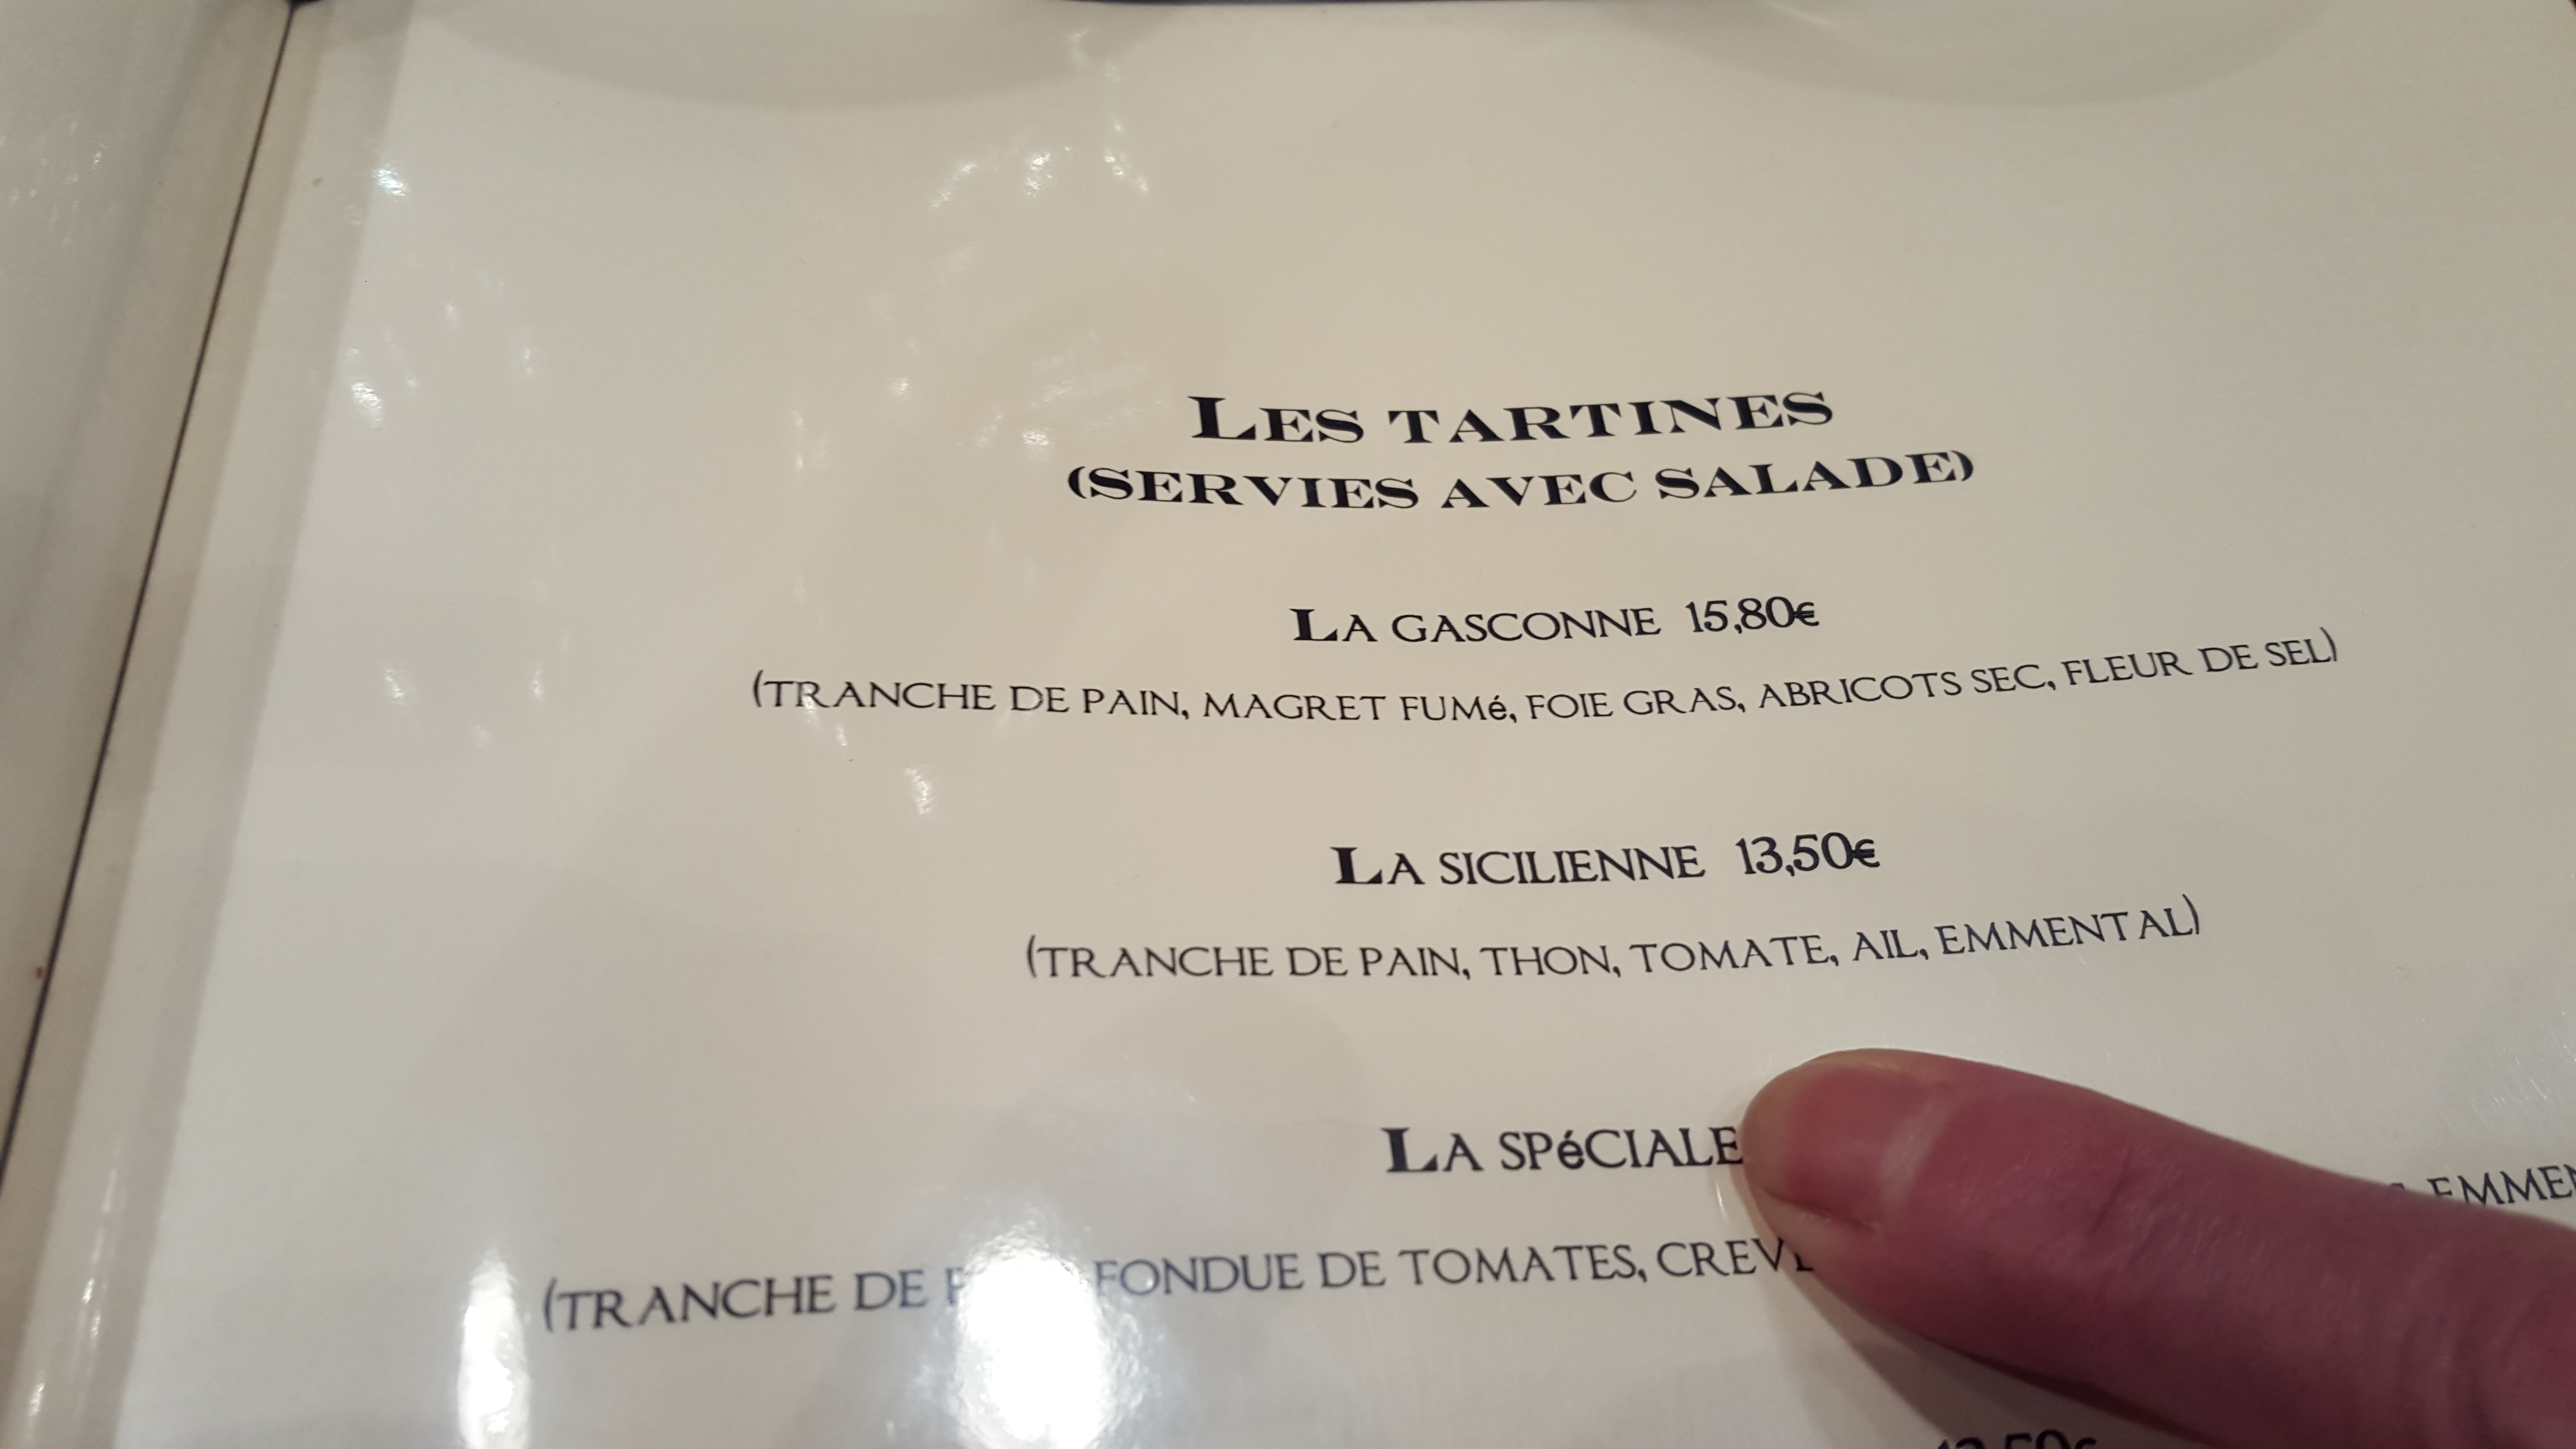 LES TARTINES
(SERVIES AVEC SALADE)
LA GASCONNE 15,80€
(TRANCHE DE PAIN, MAGRET FUMé, FOIE GRAS, ABRICOTS SEC, FLEUR DE SEL)
LA SICILIENNE 13,50€
(TRANCHE DE PAIN, THON, TOMATE, AIL, EMMENTAL)
LA SPéCIALE
(TRANCHE DE FONDUE DE TOMATES,